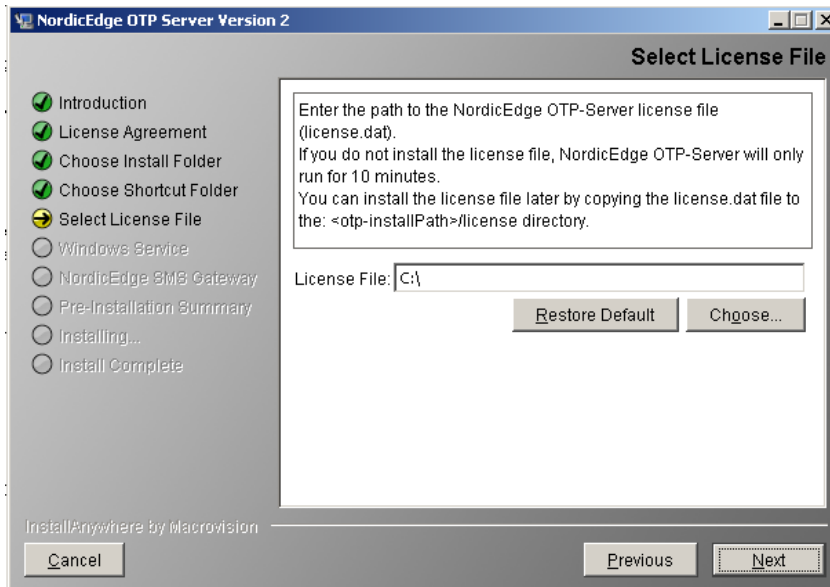 NordicEdge OTP Server Version 2
Select License File
Introduction
License Agreement
Choose Install Folder
Choose Shortcut Folder
Select License File
Windows Service
NordicEdge SMS Gateway
Pre-Installation Summary
Installing...
Install Complete
Enter the path to the NordicEdge OTP-Server license file
(license.dat).
If you do not install the license file, NordicEdge OTP-Server will only
run for 10 minutes.
You can install the license file later by copying the license.dat file to
the: <otp-installPath>/license directory.
License File: C:\
Restore Default Choose...
InstallAnywhere by Macrovision
Cancel Previous Next